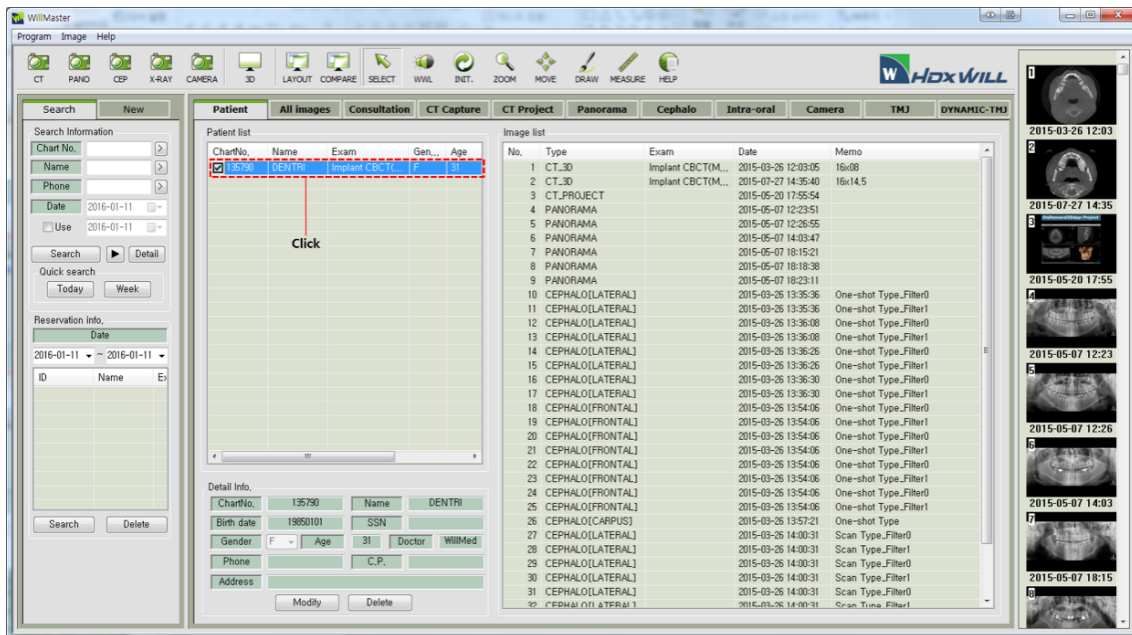 WillMaster
Program Image Help
CT PANO CEP X-RAY CAMERA 3D LAYOUT COMPARE SELECT WWL INIT. ZOOM MOVE DRAW MEASURE HELP
W HDX WILL
Search New
Patient All images Consultation CT Capture CT Project Panorama Cephalo Intra-oral Camera TMJ DYNAMIC-TMJ
Search Information
Chart No.
Name
Phone
Date 2016-01-11
Use 2016-01-11
Search Detail
Quick search
Today Week
Reservation info.
Date
2016-01-11 ~ 2016-01-11
ID Name Ex
Search Delete
Patient list
ChartNo. Name Exam Gen... Age
135790 DENTRI Implant CBCT(... F 31
Click
Detail Info.
ChartNo. 135790 Name DENTRI
Birth date 19850101 SSN
Gender F Age 31 Doctor WillMed
Phone C.P.
Address
Modify Delete
Image list
No. Type Exam Date Memo
1 CT_3D Implant CBCT(M... 2015-03-26 12:03:05 16x08
2 CT_3D Implant CBCT(M... 2015-07-27 14:35:40 16x14,5
3 CT_PROJECT 2015-05-20 17:55:54
4 PANORAMA 2015-05-07 12:23:51
5 PANORAMA 2015-05-07 12:26:55
6 PANORAMA 2015-05-07 14:03:47
7 PANORAMA 2015-05-07 18:15:21
8 PANORAMA 2015-05-07 18:18:38
9 PANORAMA 2015-05-07 18:23:11
10 CEPHALO[LATERAL] 2015-03-26 13:35:36 One-shot Type_Filter0
11 CEPHALO[LATERAL] 2015-03-26 13:35:36 One-shot Type_Filter1
12 CEPHALO[LATERAL] 2015-03-26 13:36:08 One-shot Type_Filter0
13 CEPHALO[LATERAL] 2015-03-26 13:36:08 One-shot Type_Filter1
14 CEPHALO[LATERAL] 2015-03-26 13:36:26 One-shot Type_Filter0
15 CEPHALO[LATERAL] 2015-03-26 13:36:26 One-shot Type_Filter1
16 CEPHALO[LATERAL] 2015-03-26 13:36:30 One-shot Type_Filter0
17 CEPHALO[LATERAL] 2015-03-26 13:36:30 One-shot Type_Filter1
18 CEPHALO[FRONTAL] 2015-03-26 13:54:06 One-shot Type_Filter0
19 CEPHALO[FRONTAL] 2015-03-26 13:54:06 One-shot Type_Filter1
20 CEPHALO[FRONTAL] 2015-03-26 13:54:06 One-shot Type_Filter0
21 CEPHALO[FRONTAL] 2015-03-26 13:54:06 One-shot Type_Filter1
22 CEPHALO[FRONTAL] 2015-03-26 13:54:06 One-shot Type_Filter0
23 CEPHALO[FRONTAL] 2015-03-26 13:54:06 One-shot Type_Filter1
24 CEPHALO[FRONTAL] 2015-03-26 13:54:06 One-shot Type_Filter0
25 CEPHALO[FRONTAL] 2015-03-26 13:54:06 One-shot Type_Filter1
26 CEPHALO[CARPUS] 2015-03-26 13:57:21 One-shot Type
27 CEPHALO[LATERAL] 2015-03-26 14:00:31 Scan Type_Filter0
28 CEPHALO[LATERAL] 2015-03-26 14:00:31 Scan Type_Filter1
29 CEPHALO[LATERAL] 2015-03-26 14:00:31 Scan Type_Filter0
30 CEPHALO[LATERAL] 2015-03-26 14:00:31 Scan Type_Filter1
31 CEPHALO[LATERAL] 2015-03-26 14:00:31 Scan Type_Filter0
32 CEPHALO[LATERAL] 2015-03-26 14:00:31 Scan Type_Filter1
1
2015-03-26 12:03
2
2015-07-27 14:35
3
2015-05-20 17:55
4
2015-05-07 12:23
5
2015-05-07 12:26
6
2015-05-07 14:03
7
2015-05-07 18:15
8